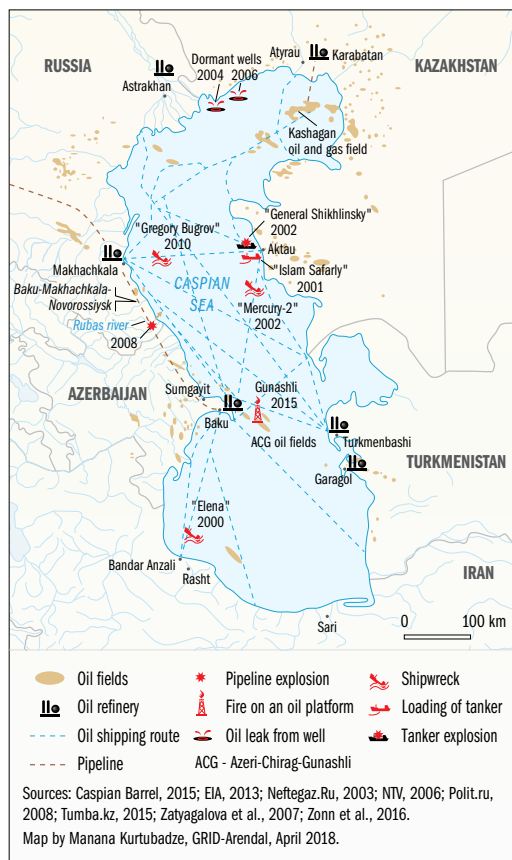 RUSSIA
Dormant wells
2004 2006
Atyrau
Karabatan
KAZAKHSTAN
Astrakhan
Kashagan
oil and gas field
"General Shikhlinsky"
2002
"Gregory Bugrov"
2010
Aktau
"Islam Safarly"
2001
Makhachkala
CASPIAN
SEA
Baku-Makhachkala-
Novorossiysk
"Mercury-2"
2002
Rubas river
2008
AZERBAIJAN
Sumgayit
Gunashli
2015
Baku
ACG oil fields
Turkmenbashi
Garagol
TURKMENISTAN
"Elena"
2000
Bandar Anzali
Rasht
IRAN
Sari
0 100 km
Oil fields
Pipeline explosion
Shipwreck
Oil refinery
Fire on an oil platform
Loading of tanker
Oil shipping route
Oil leak from well
Tanker explosion
Pipeline
ACG - Azeri-Chirag-Gunashli
Sources: Caspian Barrel, 2015; EIA, 2013; Neftegaz.Ru, 2003; NTV, 2006; Polit.ru,
2008; Tumba.kz, 2015; Zatyagalova et al., 2007; Zonn et al., 2016.
Map by Manana Kurtubadze, GRID-Arendal, April 2018.